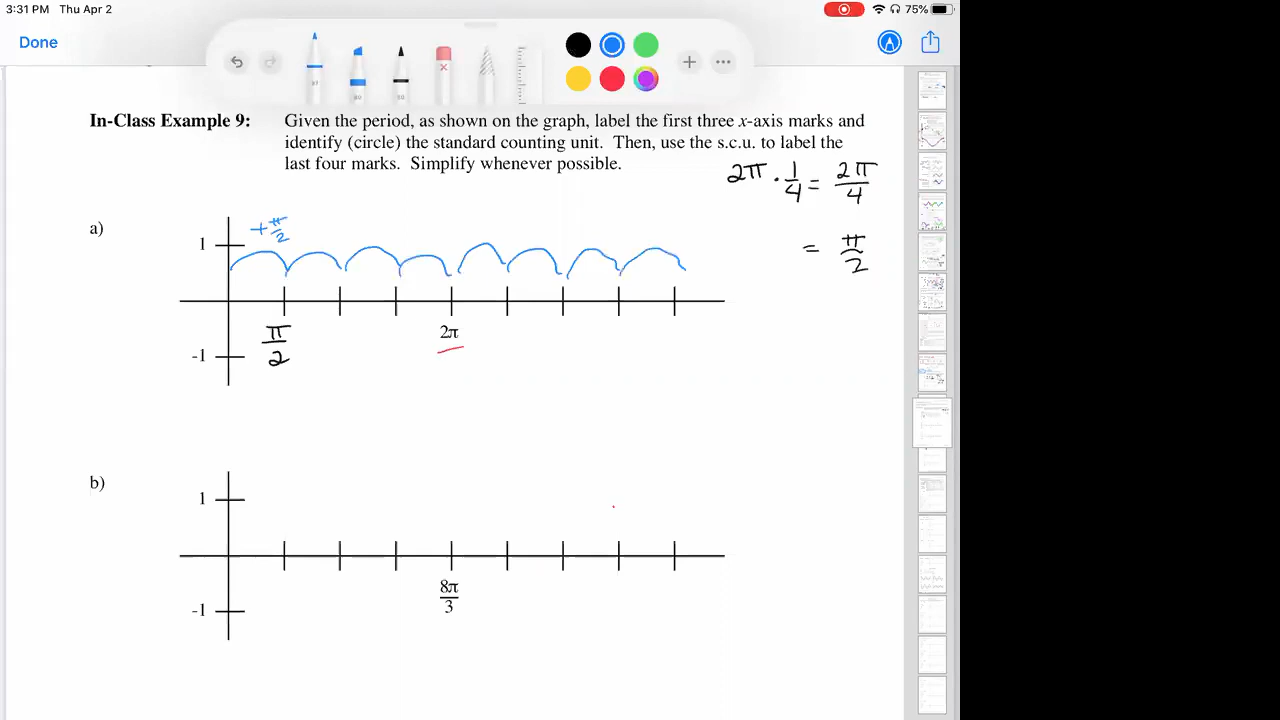 3:31 PM Thu Apr 2
75%
Done
97
80
50
In-Class Example 9: Given the period, as shown on the graph, label the first three x-axis marks and
identify (circle) the standard counting unit. Then, use the s.c.u. to label the
last four marks. Simplify whenever possible.
2π · 1/4 = 2π/4
= π/2
a)
+ π/2
1
π/2
2π
-1
b)
1
8π/3
-1